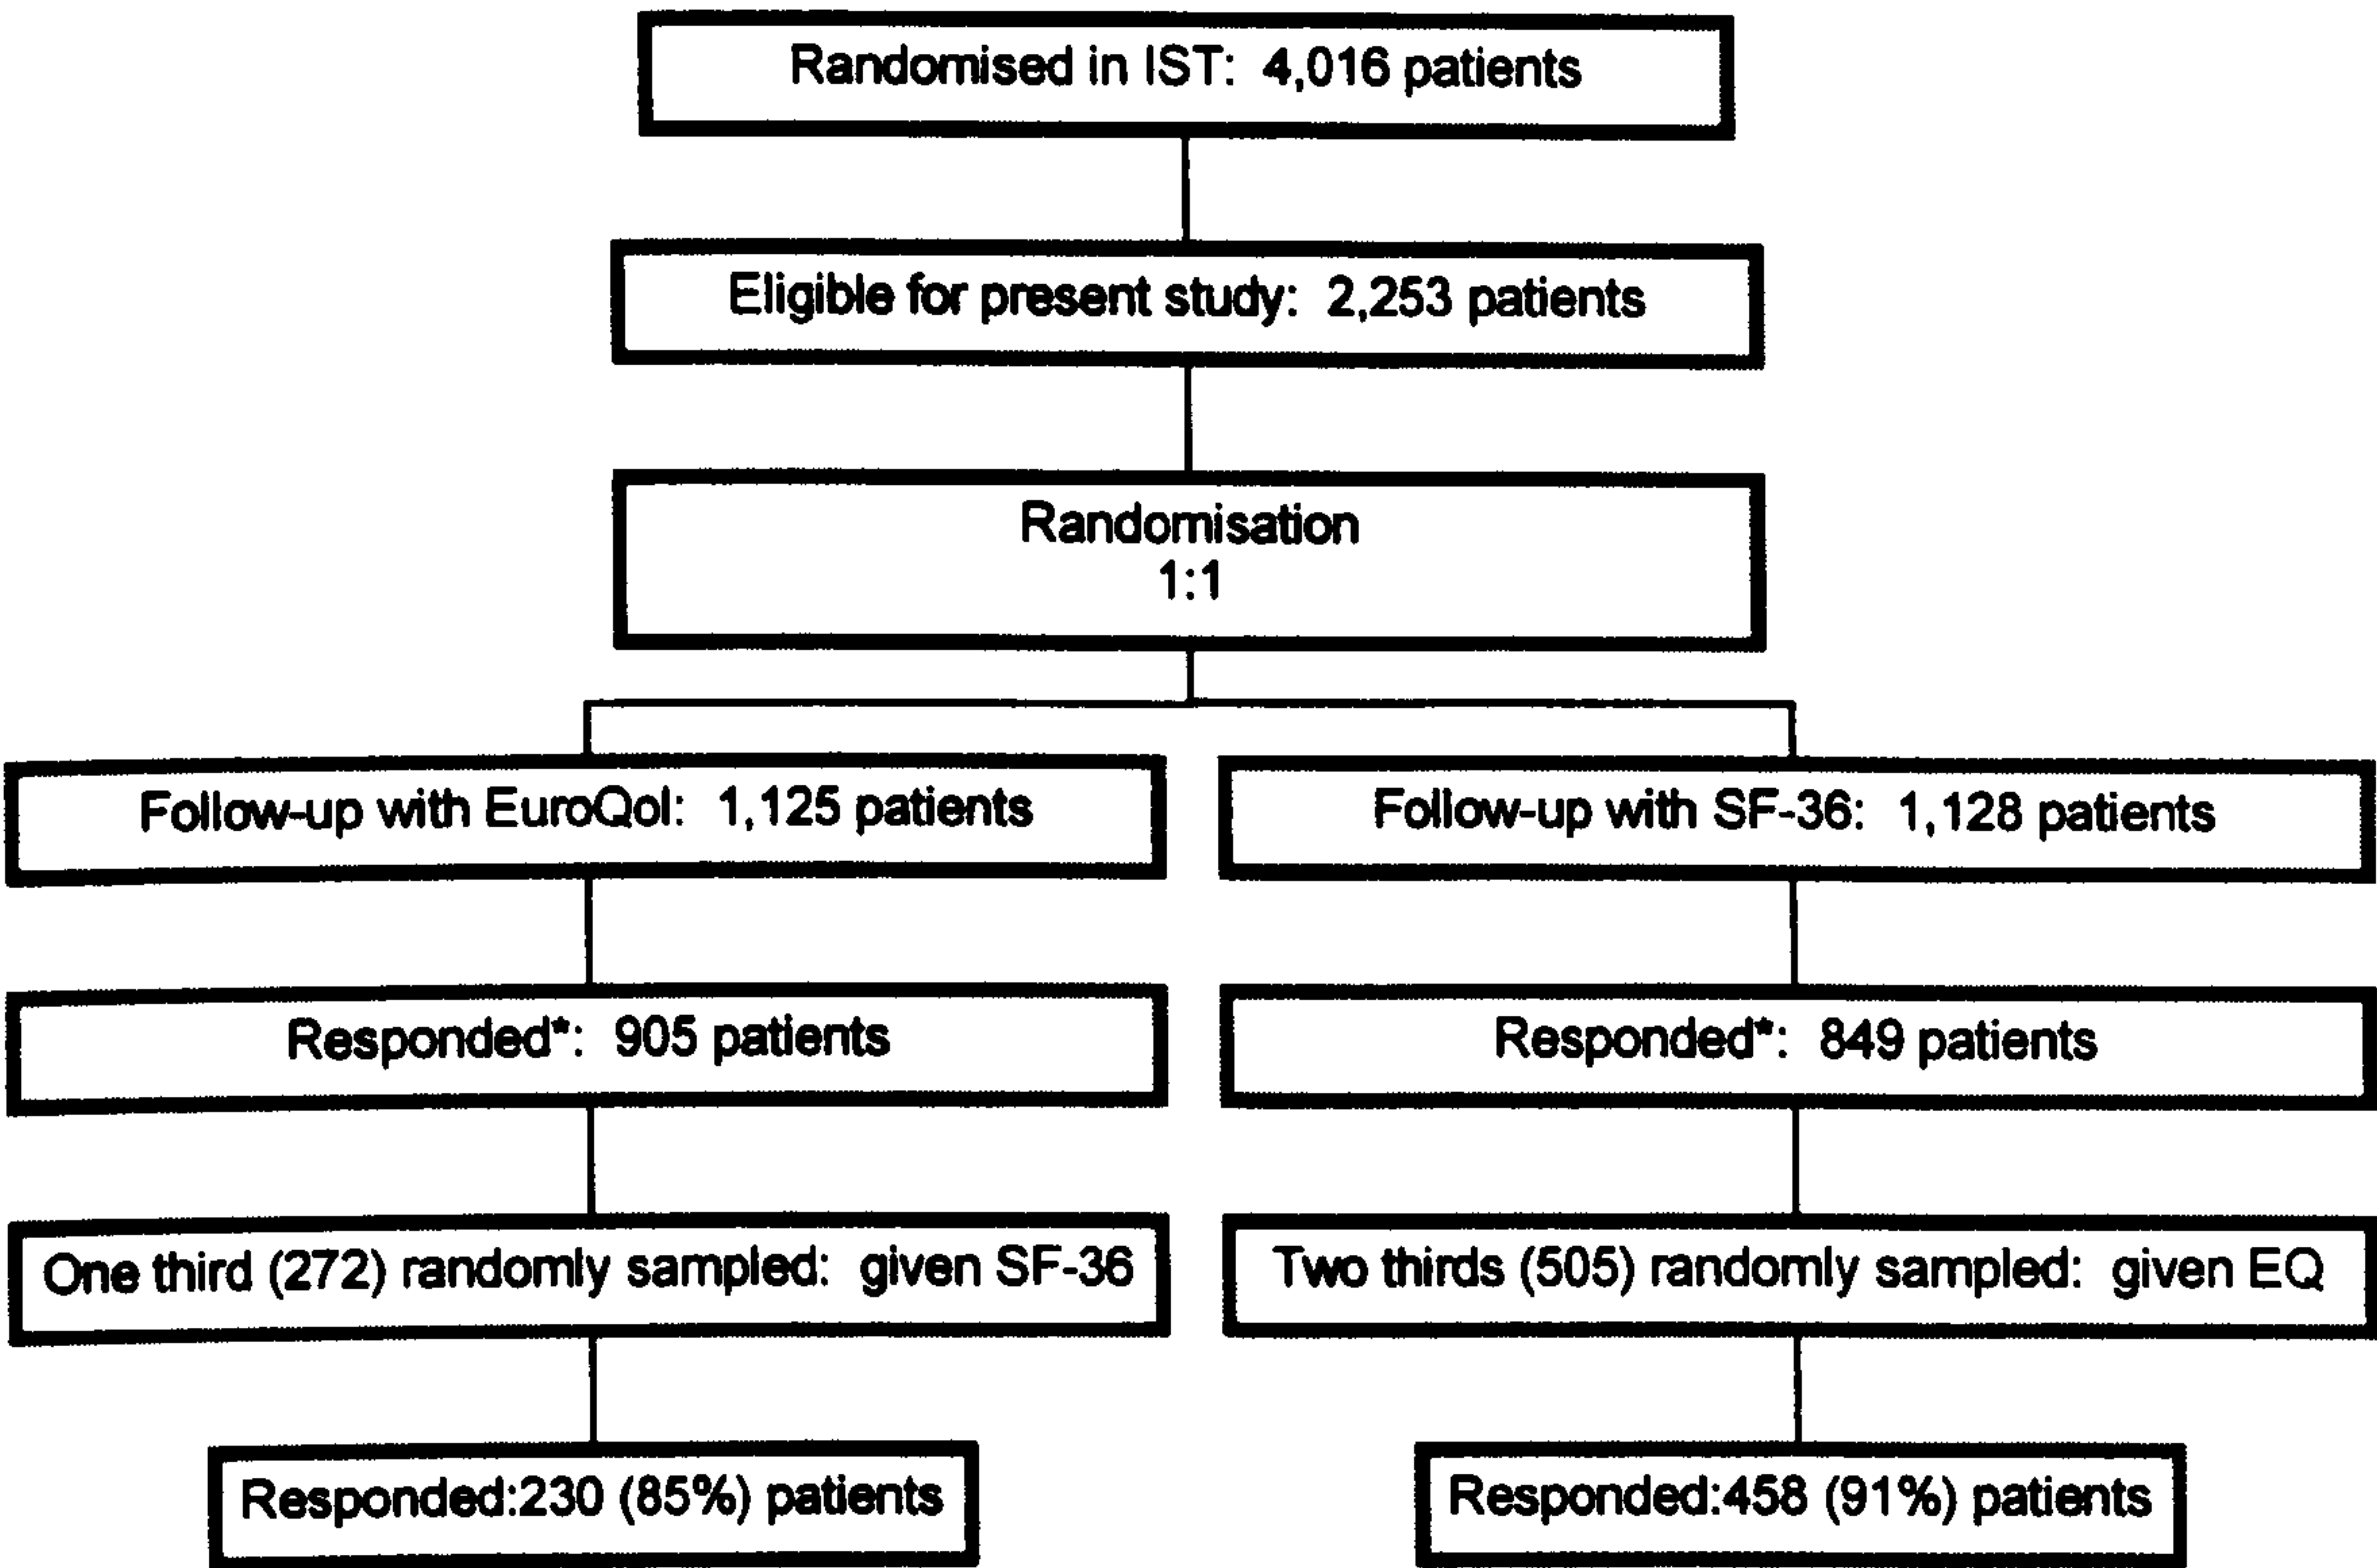 Randomised in IST: 4,016 patients
Eligible for present study: 2,253 patients
Randomisation
1:1
Follow-up with EuroQol: 1,125 patients
Follow-up with SF-36: 1,128 patients
Responded*: 905 patients
Responded*: 849 patients
One third (272) randomly sampled: given SF-36
Two thirds (505) randomly sampled: given EQ
Responded:230 (85%) patients
Responded:458 (91%) patients